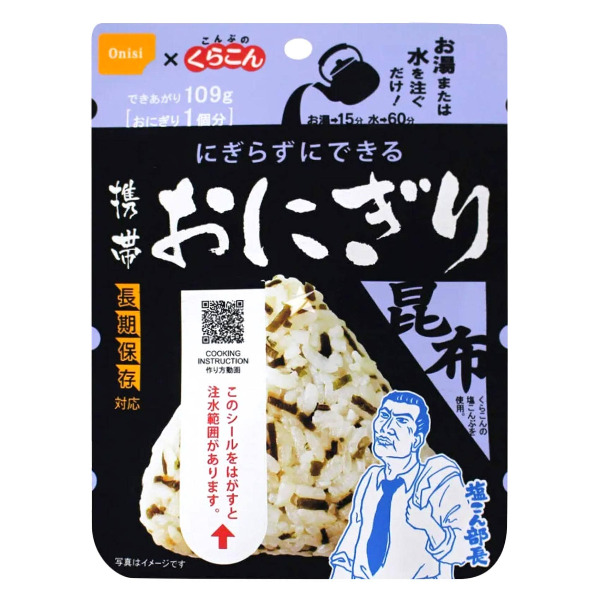 Onisi
×
こんぶの
くらこん
できあがり109g
[おにぎり1個分]
お湯または
水を注ぐ
だけ!
お湯→15分 水→60分
にぎらずにできる
携帯
おにぎり
長期保存
対応
昆布
くらこんの
塩こんぶを
使用。
COOKING
INSTRUCTION
作り方動画
このシールをはがすと
注水範囲があります。
塩こん部長
写真はイメージです